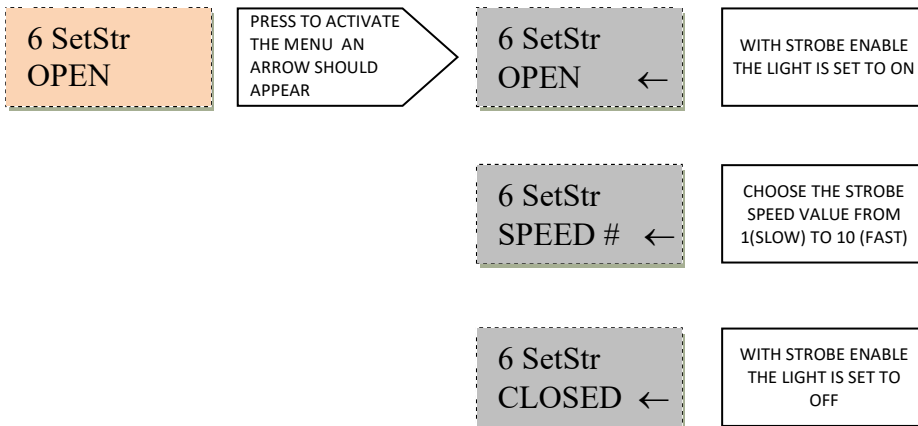 6 SetStr
OPEN
PRESS TO ACTIVATE
THE MENU AN
ARROW SHOULD
APPEAR
6 SetStr
OPEN ←
WITH STROBE ENABLE
THE LIGHT IS SET TO ON
6 SetStr
SPEED # ←
CHOOSE THE STROBE
SPEED VALUE FROM
1(SLOW) TO 10 (FAST)
6 SetStr
CLOSED ←
WITH STROBE ENABLE
THE LIGHT IS SET TO
OFF